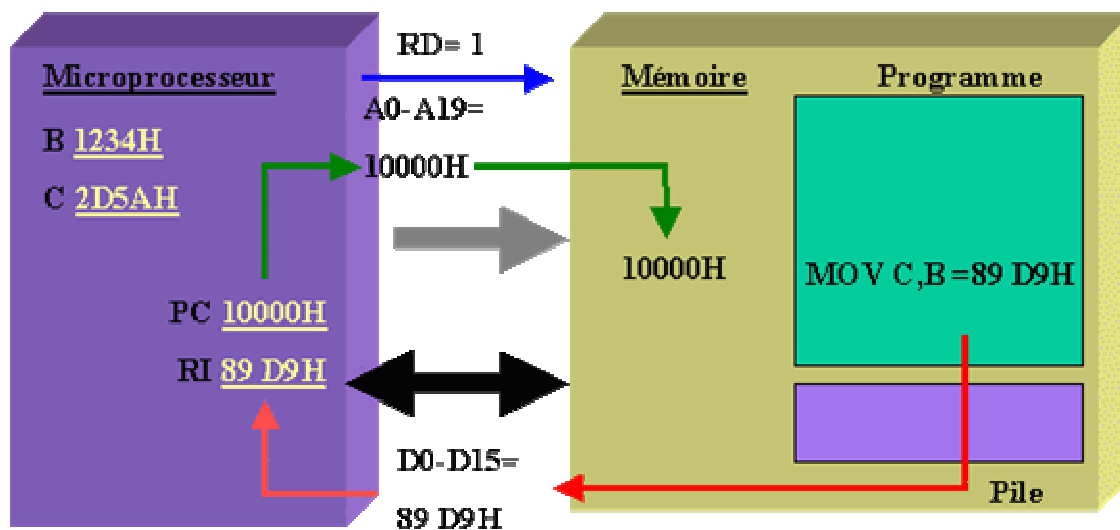 Microprocesseur
B 1234H
C 2D5AH
PC 10000H
RI 89 D9H
RD= 1
A0-A19=
10000H
D0-D15=
89 D9H
Mémoire
Programme
10000H
MOV C,B =89 D9H
Pile